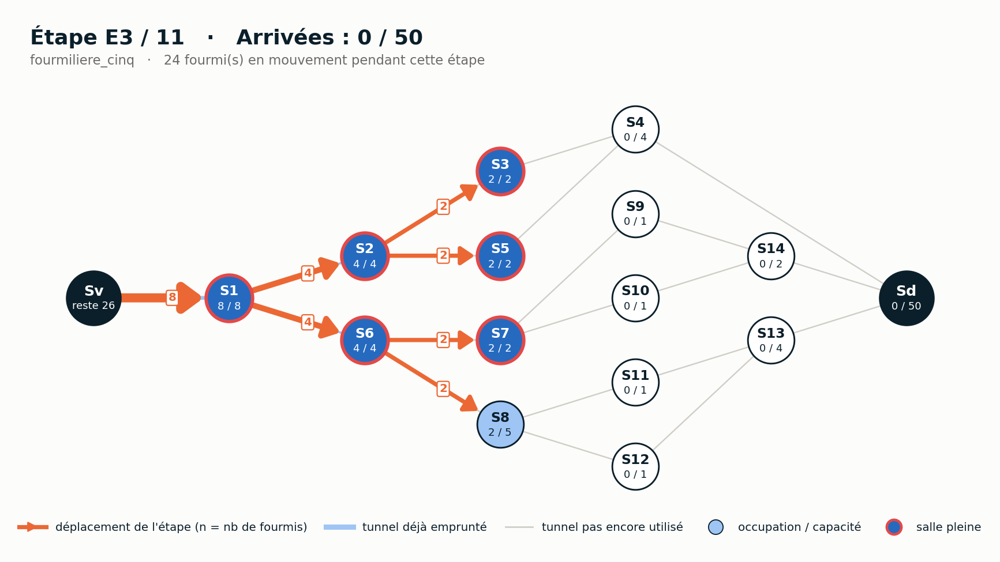 Étape E3 / 11 · Arrivées : 0 / 50
fourmiliere_cinq · 24 fourmi(s) en mouvement pendant cette étape
S4
0 / 4
S3
2 / 2
2
S9
0 / 1
S2
4 / 4
2
S5
2 / 2
S14
0 / 2
4
Sv
reste 26
8
S1
8 / 8
S10
0 / 1
Sd
0 / 50
4
S6
4 / 4
2
S7
2 / 2
S13
0 / 4
2
S11
0 / 1
S8
2 / 5
S12
0 / 1
déplacement de l'étape (n = nb de fourmis)
tunnel déjà emprunté
tunnel pas encore utilisé
occupation / capacité
salle pleine